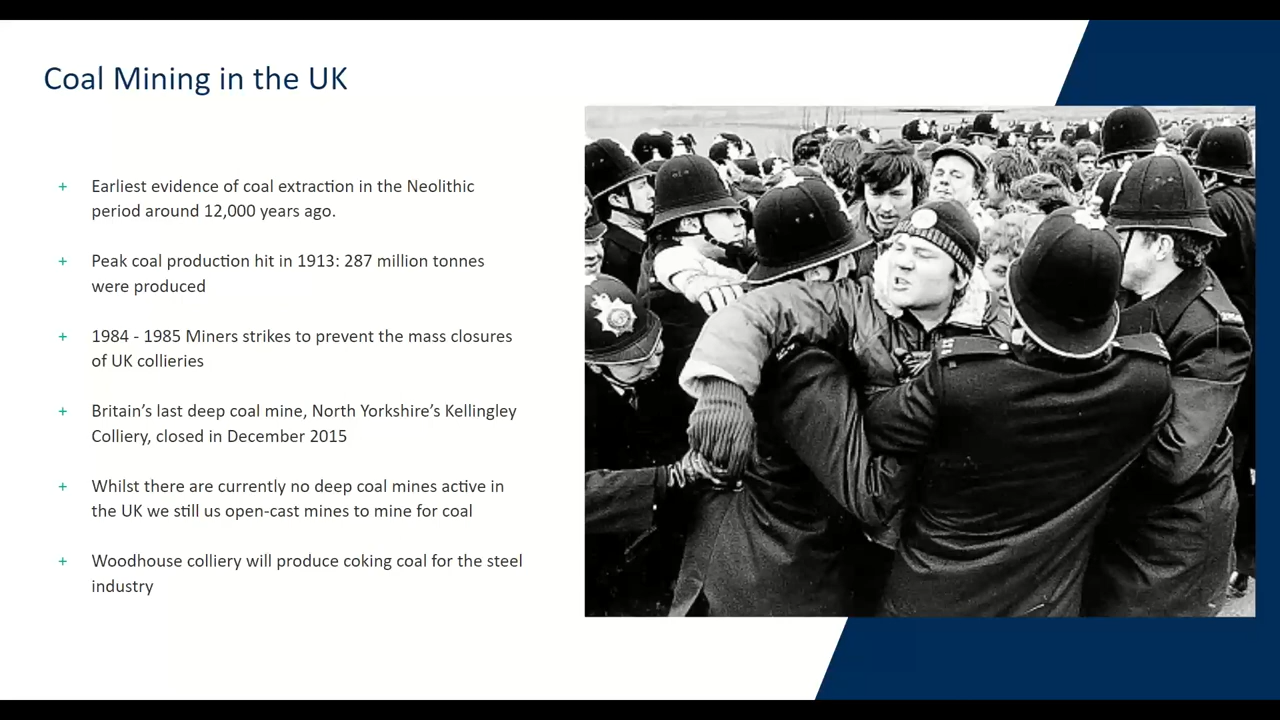 Coal Mining in the UK
+ Earliest evidence of coal extraction in the Neolithic
period around 12,000 years ago.
+ Peak coal production hit in 1913: 287 million tonnes
were produced
+ 1984 - 1985 Miners strikes to prevent the mass closures
of UK collieries
+ Britain’s last deep coal mine, North Yorkshire’s Kellingley
Colliery, closed in December 2015
+ Whilst there are currently no deep coal mines active in
the UK we still us open-cast mines to mine for coal
+ Woodhouse colliery will produce coking coal for the steel
industry